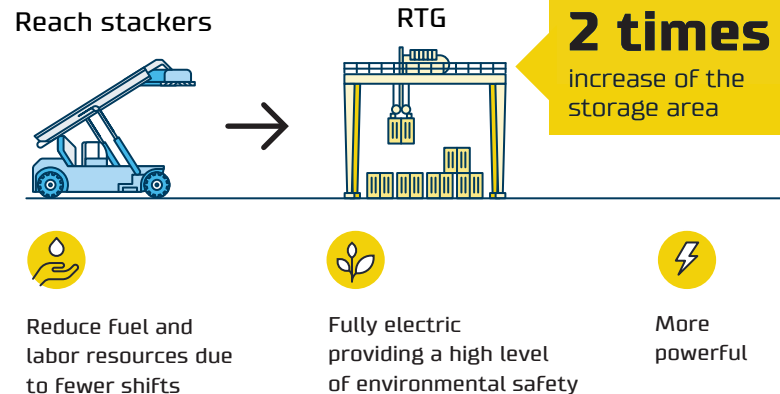 Reach stackers
RTG
2 times
increase of the
storage area
Reduce fuel and
labor resources due
to fewer shifts
Fully electric
providing a high level
of environmental safety
More
powerful